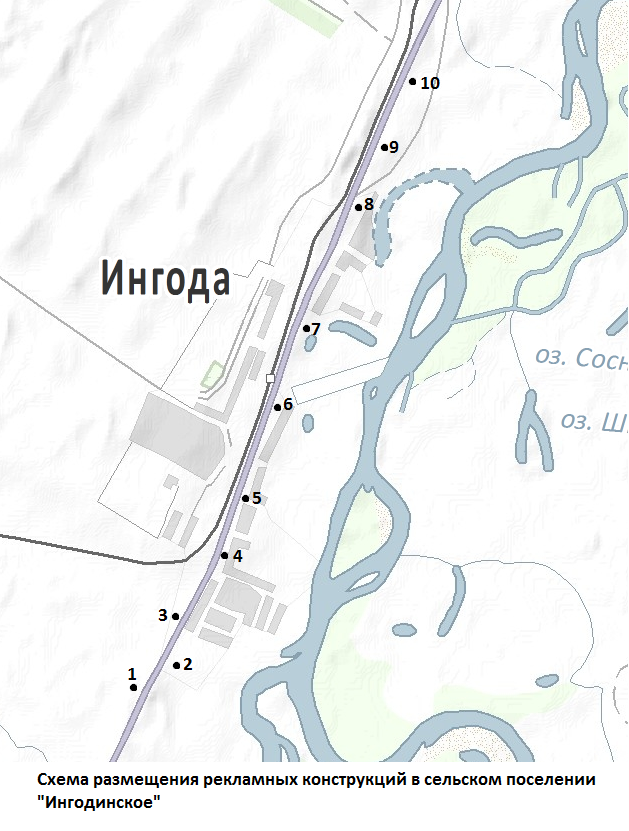 10
9
8
Ингода
7
оз. Сосн
6
оз. Ш
5
4
3
2
1
Схема размещения рекламных конструкций в сельском поселении
"Ингодинское"